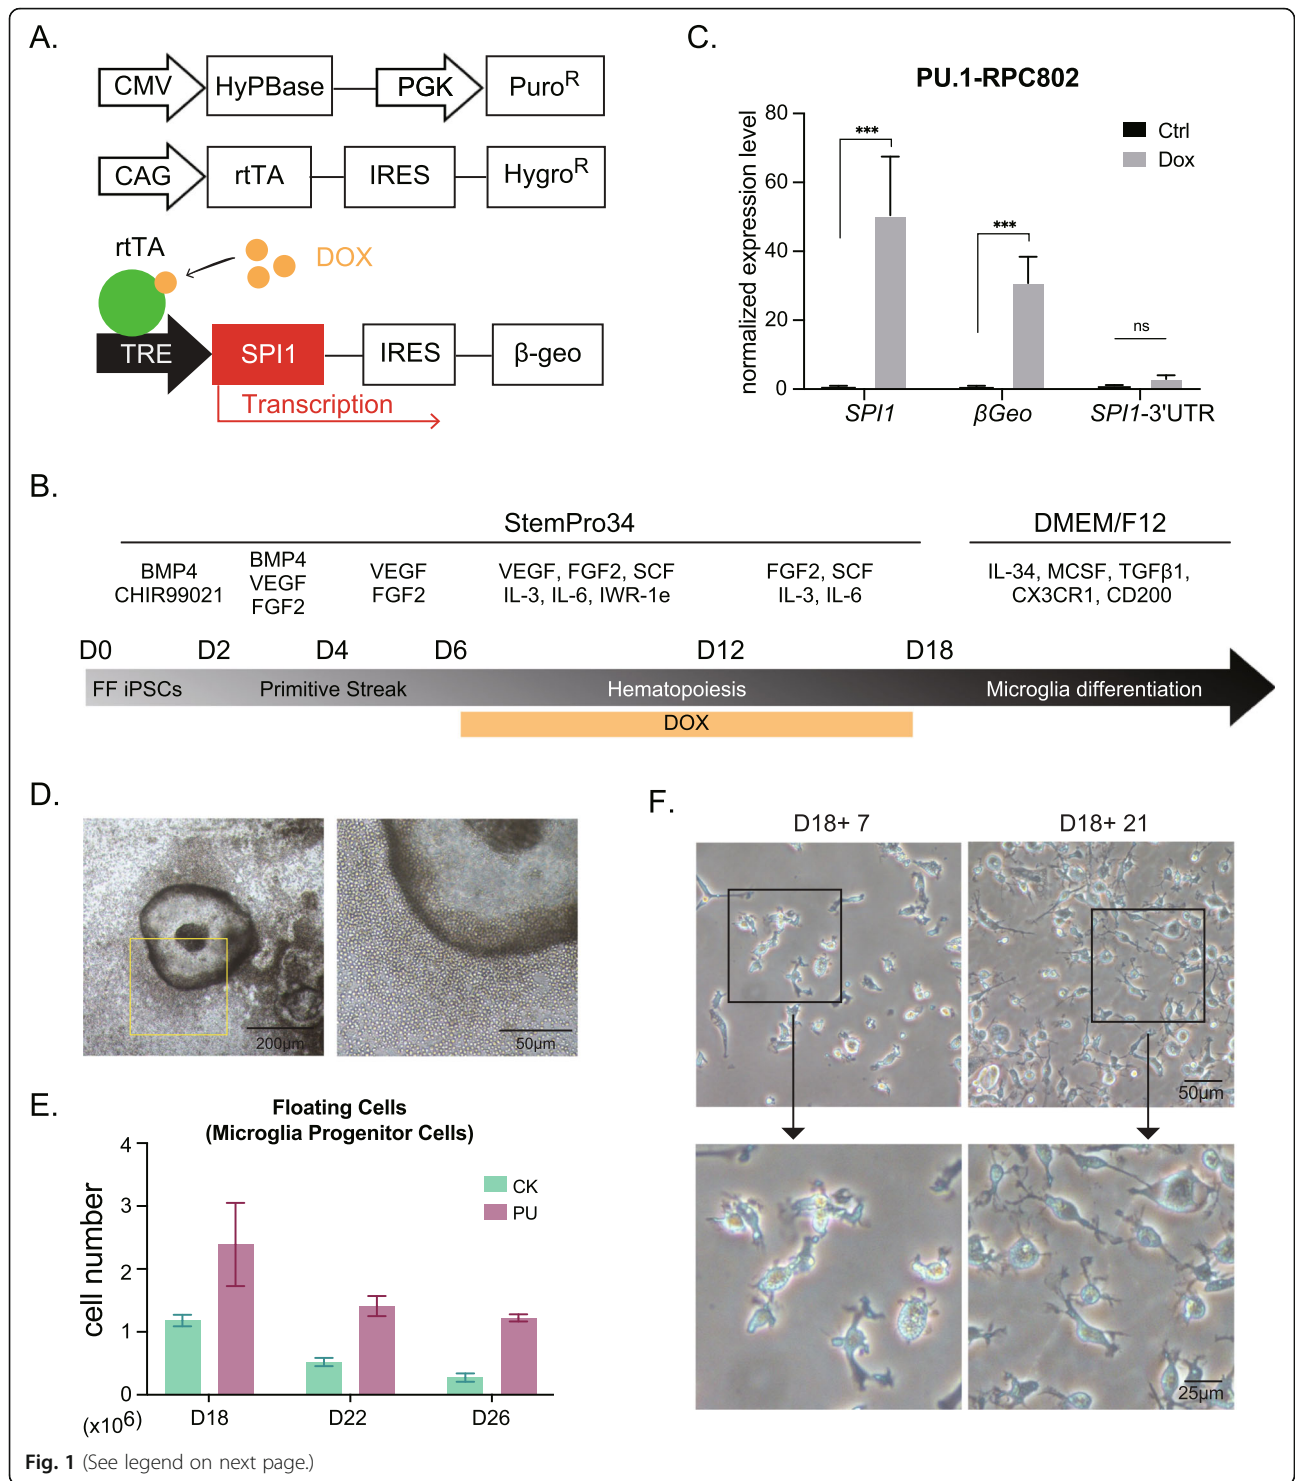 A.
CMV HyPBase PGK Puro^R
CAG rtTA IRES Hygro^R
rtTA
DOX
TRE SPI1 IRES β-geo
Transcription
C.
PU.1-RPC802
normalized expression level
80
60
40
20
0
Ctrl
Dox
***
***
ns
SPI1 βGeo SPI1-3'UTR
B.
StemPro34 DMEM/F12
BMP4
CHIR99021
BMP4
VEGF
FGF2
VEGF
FGF2
VEGF, FGF2, SCF
IL-3, IL-6, IWR-1e
FGF2, SCF
IL-3, IL-6
IL-34, MCSF, TGFβ1,
CX3CR1, CD200
D0 D2 D4 D6 D12 D18
FF iPSCs Primitive Streak Hematopoiesis Microglia differentiation
DOX
D.
200μm
50μm
E.
Floating Cells
(Microglia Progenitor Cells)
cell number
4
3
2
1
0
(x10^6)
CK
PU
D18 D22 D26
F.
D18+ 7 D18+ 21
50μm
25μm
Fig. 1 (See legend on next page.)